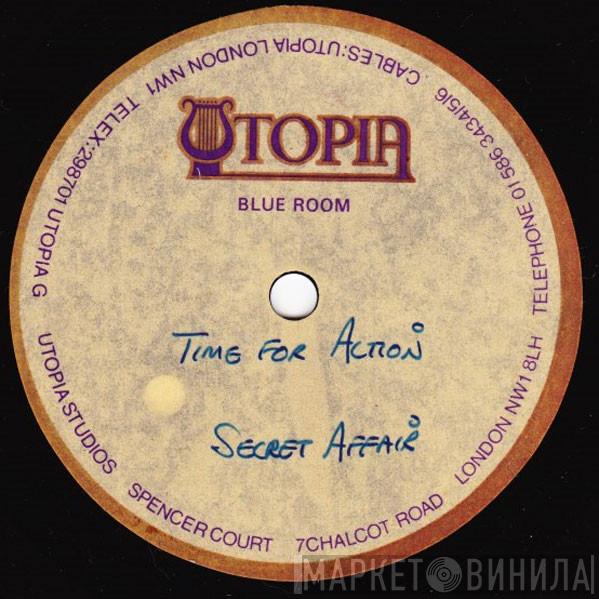 UTOPIA
BLUE ROOM
TIME FOR ACTION
SECRET AFFAIR
UTOPIA STUDIOS SPENCER COURT 7CHALCOT ROAD LONDON NW1 8LH TELEPHONE 01 586 3434/5/6 CABLES: UTOPIA LONDON NW1 TELEX: 298701 UTOPIA G
МАРКЕТ ВИНИЛА